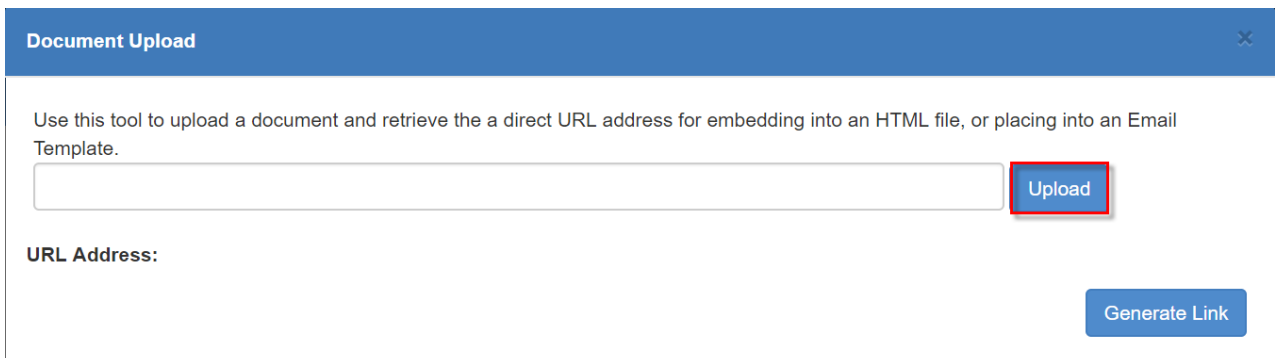 Document Upload
×
Use this tool to upload a document and retrieve the a direct URL address for embedding into an HTML file, or placing into an Email
Template.
Upload
URL Address:
Generate Link